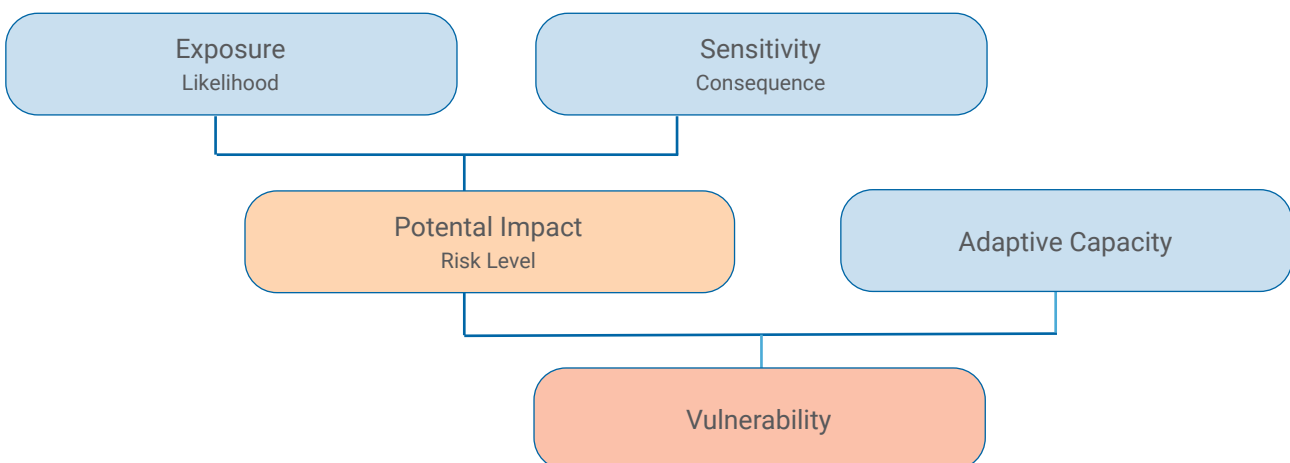 Exposure
Likelihood
Sensitivity
Consequence
Potental Impact
Risk Level
Adaptive Capacity
Vulnerability